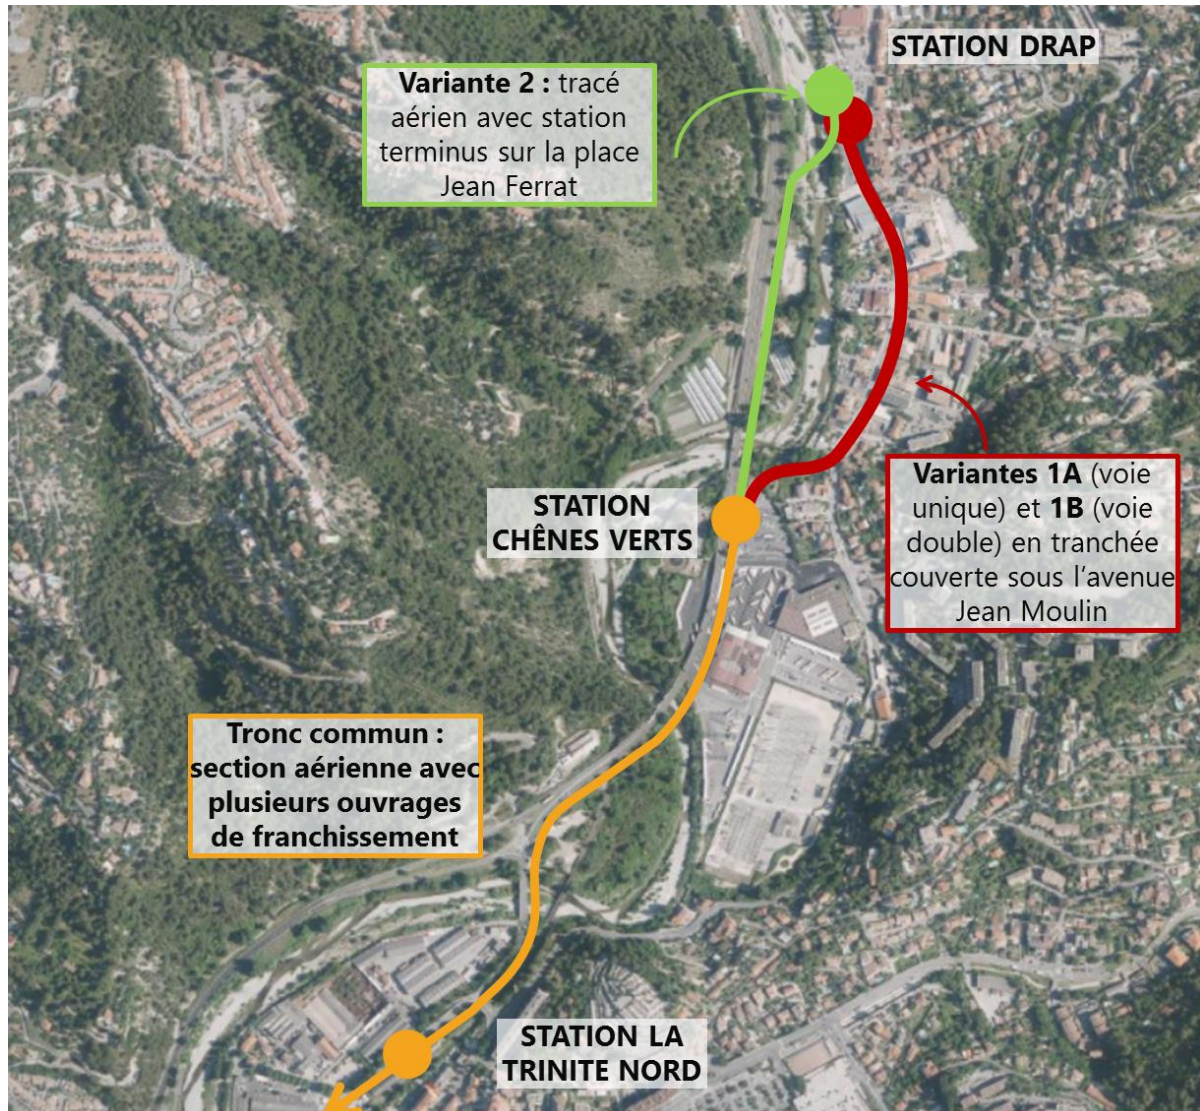 STATION DRAP
Variante 2 : tracé
aérien avec station
terminus sur la place
Jean Ferrat
Variantes 1A (voie
unique) et 1B (voie
double) en tranchée
couverte sous l'avenue
Jean Moulin
STATION
CHÊNES VERTS
Tronc commun :
section aérienne avec
plusieurs ouvrages
de franchissement
STATION LA
TRINITE NORD